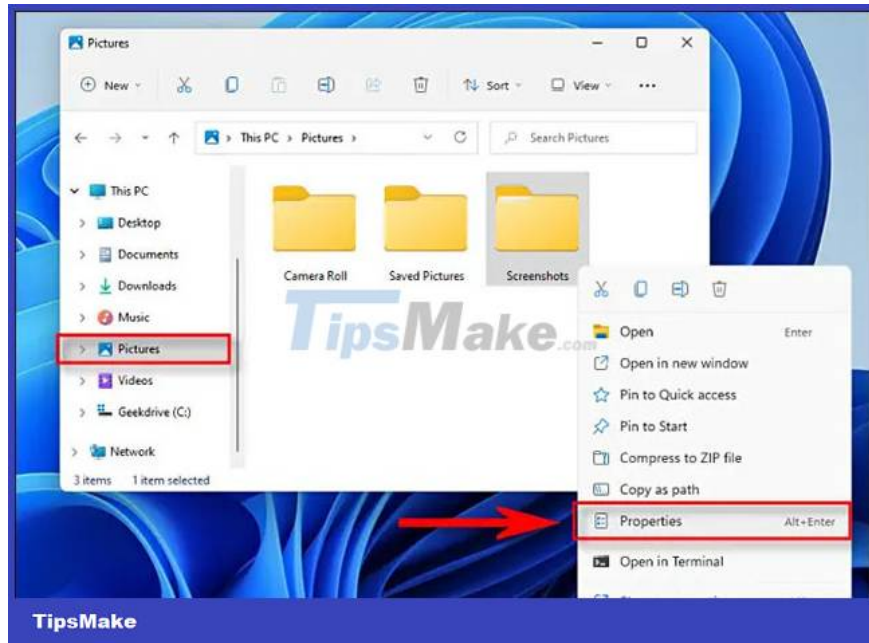 Pictures
New
Sort
View
This PC > Pictures >
Search Pictures
This PC
Desktop
Documents
Downloads
Music
Pictures
Videos
Geekdrive (C:)
Network
Camera Roll
Saved Pictures
Screenshots
TipsMake.com
Open Enter
Open in new window
Pin to Quick access
Pin to Start
Compress to ZIP file
Copy as path
Properties Alt+Enter
Open in Terminal
3 items 1 item selected
TipsMake